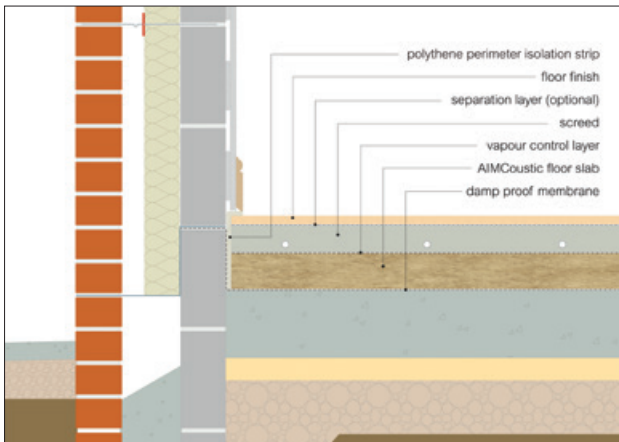 polythene perimeter isolation strip
floor finish
separation layer (optional)
screed
vapour control layer
AIMCoustic floor slab
damp proof membrane